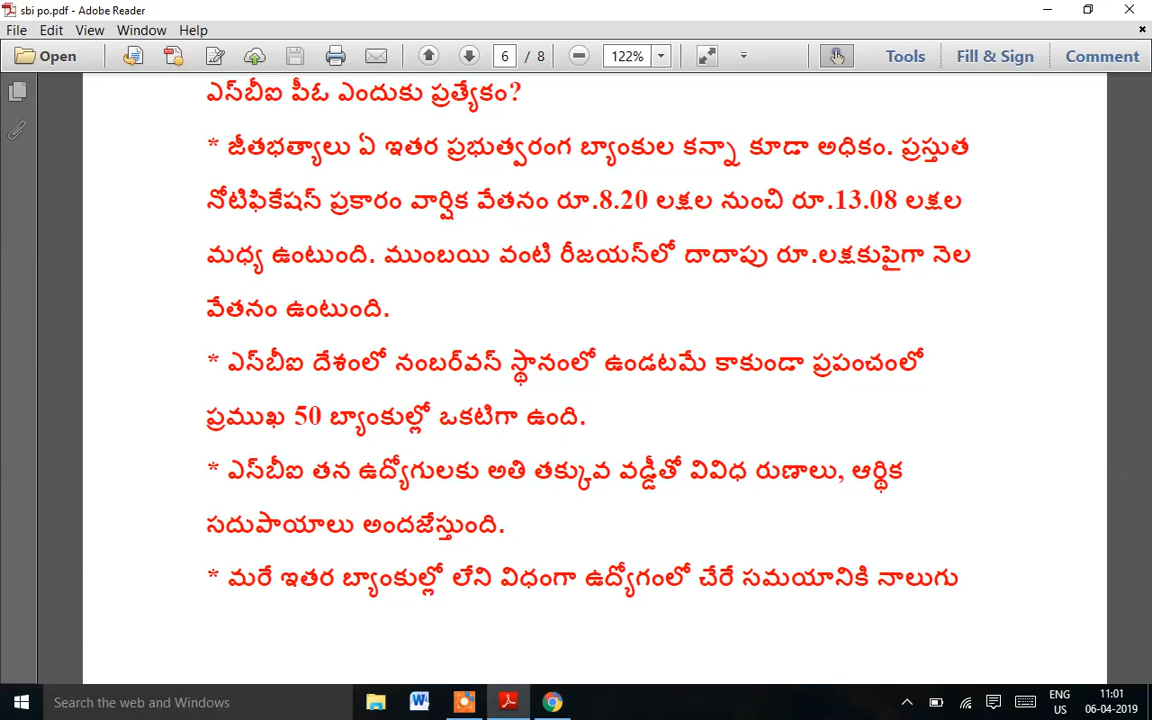 sbi po.pdf - Adobe Reader
File Edit View Window Help
Open 6 / 8 122% Tools Fill & Sign Comment
ఎస్‌బీఐ పీఓ ఎందుకు ప్రత్యేకం?
* జీతభత్యాలు ఏ ఇతర ప్రభుత్వరంగ బ్యాంకుల కన్నా కూడా అధికం. ప్రస్తుత
నోటిఫికేషన్ ప్రకారం వార్షిక వేతనం రూ.8.20 లక్షల నుంచి రూ.13.08 లక్షల
మధ్య ఉంటుంది. ముంబయి వంటి రీజయన్‌లో దాదాపు రూ.లక్షకుపైగా నెల
వేతనం ఉంటుంది.
* ఎస్‌బీఐ దేశంలో నంబర్‌వన్ స్థానంలో ఉండటమే కాకుండా ప్రపంచంలో
ప్రముఖ 50 బ్యాంకుల్లో ఒకటిగా ఉంది.
* ఎస్‌బీఐ తన ఉద్యోగులకు అతి తక్కువ వడ్డీతో వివిధ రుణాలు, ఆర్థిక
సదుపాయాలు అందజేస్తుంది.
* మరే ఇతర బ్యాంకుల్లో లేని విధంగా ఉద్యోగంలో చేరే సమయానికి నాలుగు
Search the web and Windows
ENG 11:01
US 06-04-2019